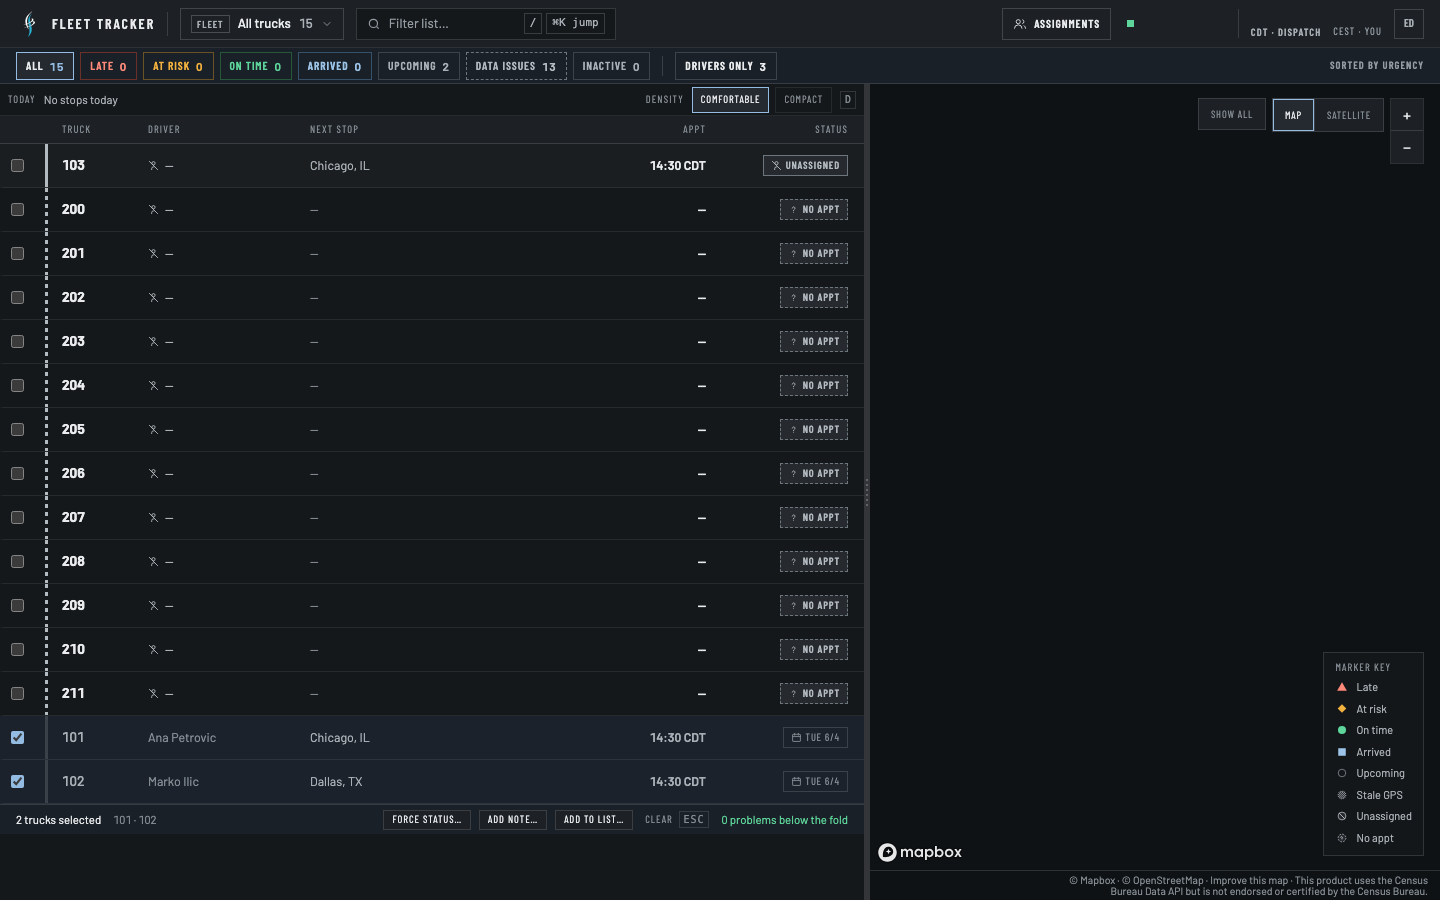 FLEET TRACKER FLEET All trucks 15 Filter list... / ⌘K jump ASSIGNMENTS CDT · DISPATCH CEST · YOU ED
ALL 15 LATE 0 AT RISK 0 ON TIME 0 ARRIVED 0 UPCOMING 2 DATA ISSUES 13 INACTIVE 0 DRIVERS ONLY 3 SORTED BY URGENCY
TODAY No stops today DENSITY COMFORTABLE COMPACT D
TRUCK DRIVER NEXT STOP APPT STATUS
103 — Chicago, IL 14:30 CDT UNASSIGNED
200 — — — ? NO APPT
201 — — — ? NO APPT
202 — — — ? NO APPT
203 — — — ? NO APPT
204 — — — ? NO APPT
205 — — — ? NO APPT
206 — — — ? NO APPT
207 — — — ? NO APPT
208 — — — ? NO APPT
209 — — — ? NO APPT
210 — — — ? NO APPT
211 — — — ? NO APPT
101 Ana Petrovic Chicago, IL 14:30 CDT TUE 6/4
102 Marko Ilic Dallas, TX 14:30 CDT TUE 6/4
2 trucks selected 101 · 102 FORCE STATUS… ADD NOTE… ADD TO LIST… CLEAR ESC 0 problems below the fold
SHOW ALL MAP SATELLITE +
−
MARKER KEY
Late
At risk
On time
Arrived
Upcoming
Stale GPS
Unassigned
No appt
mapbox
© Mapbox · © OpenStreetMap · Improve this map · This product uses the Census
Bureau Data API but is not endorsed or certified by the Census Bureau.